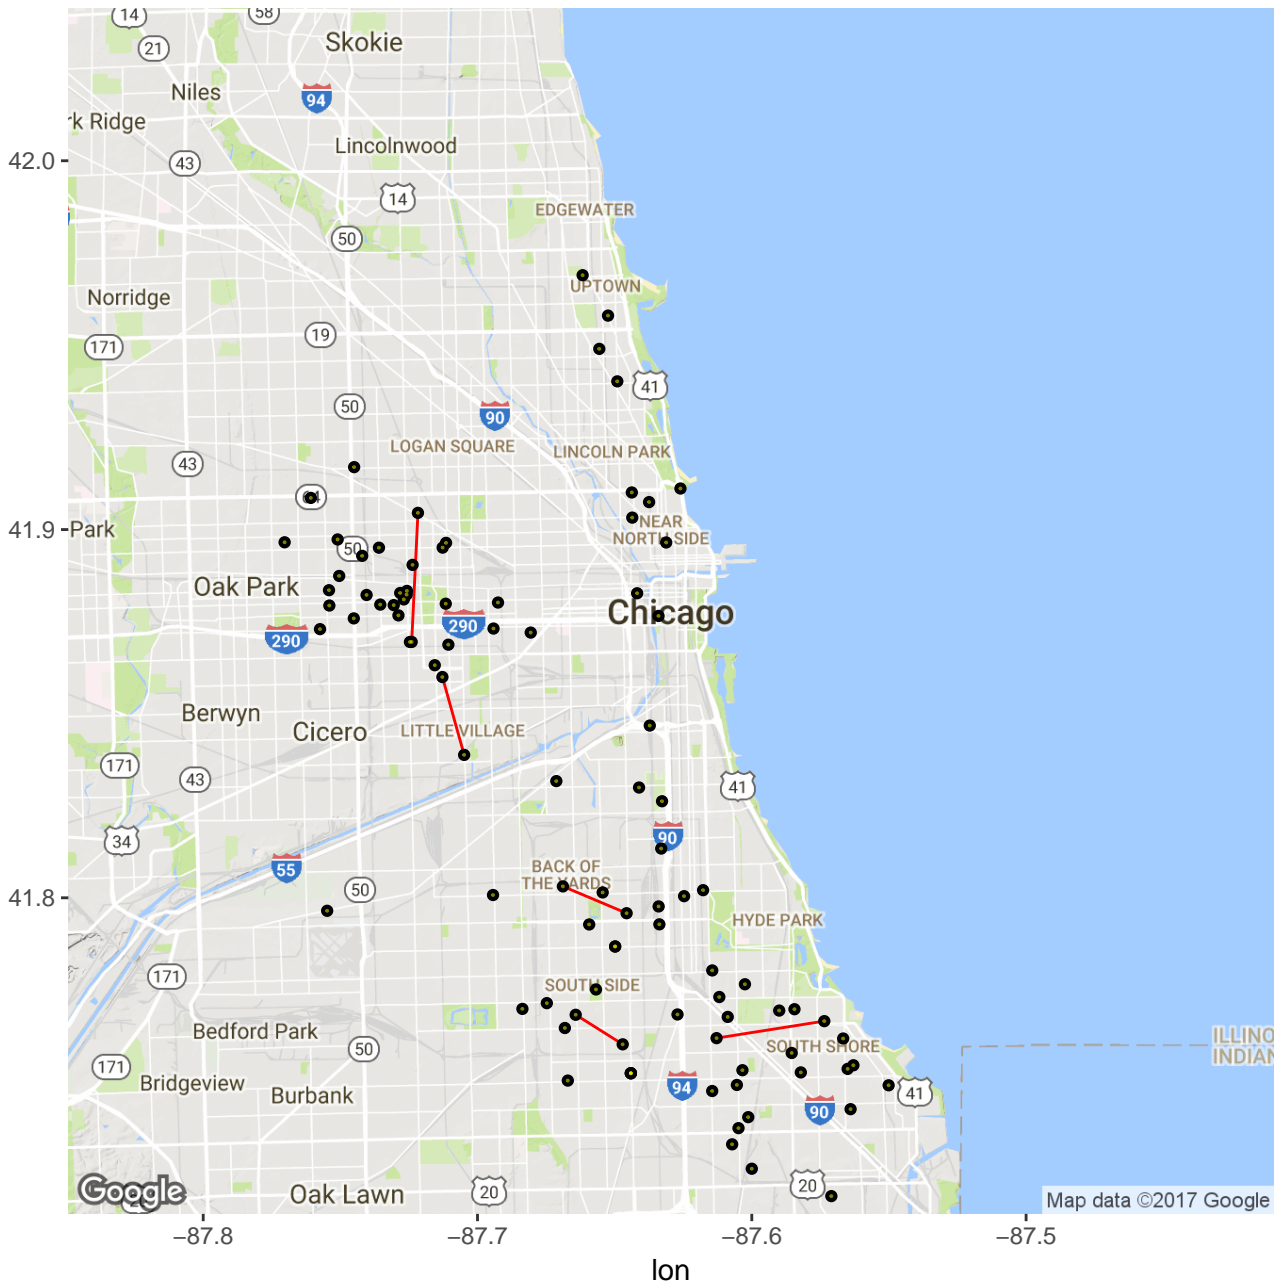 14
58
21
Skokie
Niles
94
rk Ridge
Lincolnwood
42.0
43
14
EDGEWATER
50
UPTOWN
Norridge
19
171
41
50
90
LOGAN SQUARE
LINCOLN PARK
43
41.9
Park
NEAR
NORTH SIDE
50
Oak Park
Chicago
290
290
Berwyn
Cicero
LITTLE VILLAGE
171
43
41
34
90
55
BACK OF
THE YARDS
50
41.8
HYDE PARK
171
SOUTH SIDE
Bedford Park
50
SOUTH SHORE
ILLINO
INDIAN
171
Bridgeview
Burbank
94
41
90
Google
Oak Lawn
20
20
Map data ©2017 Google
−87.8
−87.7
−87.6
−87.5
lon